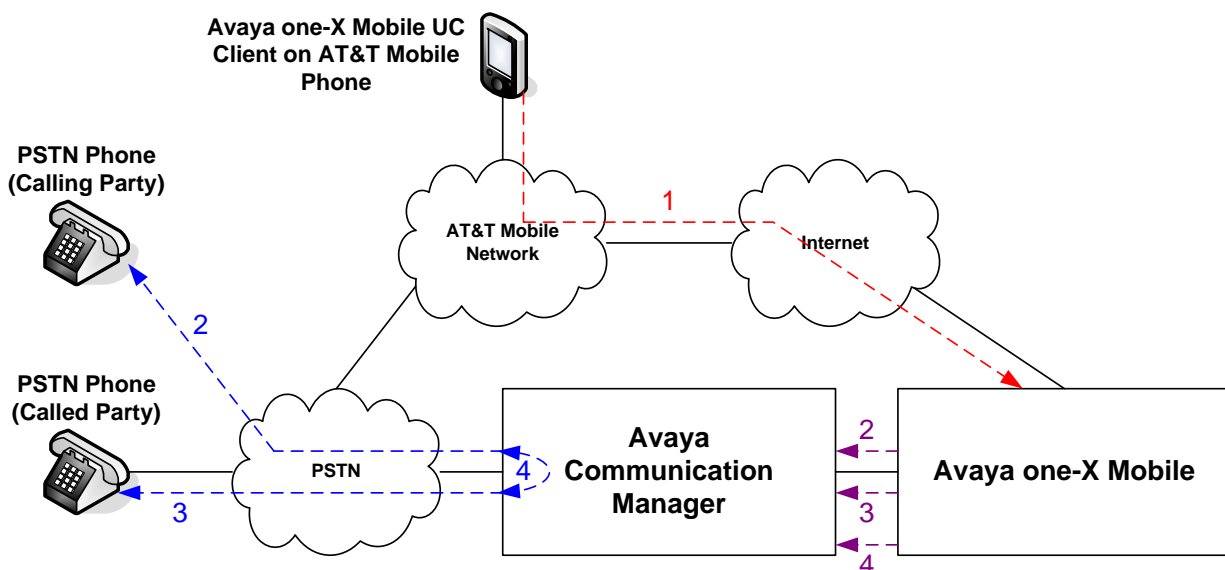 Avaya one-X Mobile UC
Client on AT&T Mobile
Phone
PSTN Phone
(Calling Party)
1
AT&T Mobile
Network
Internet
2
PSTN Phone
(Called Party)
Avaya
Communication
Manager
2
PSTN
4
Avaya one-X Mobile
3
3
4